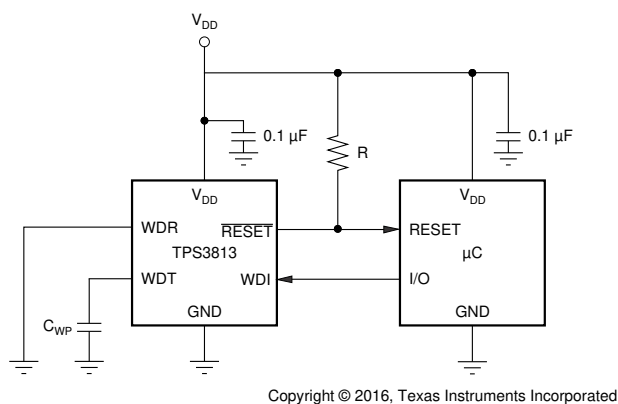 VDD
0.1 µF
R
0.1 µF
VDD
WDR
RESET
TPS3813
WDT
WDI
GND
CWP
VDD
RESET
µC
I/O
GND
Copyright © 2016, Texas Instruments Incorporated